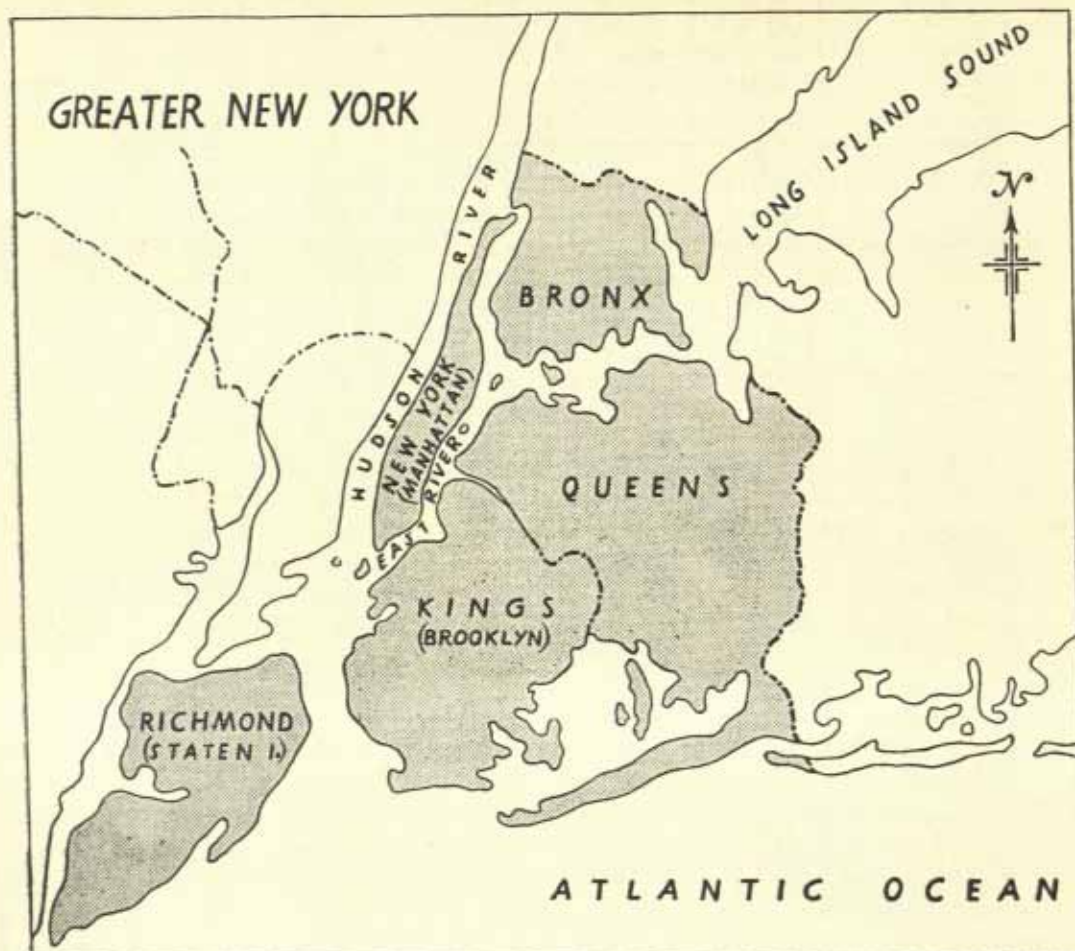 GREATER NEW YORK
LONG ISLAND SOUND
N
HUDSON RIVER
BRONX
NEW YORK
(MANHATTAN)
EAST RIVER
QUEENS
KINGS
(BROOKLYN)
RICHMOND
(STATEN I.)
ATLANTIC OCEAN